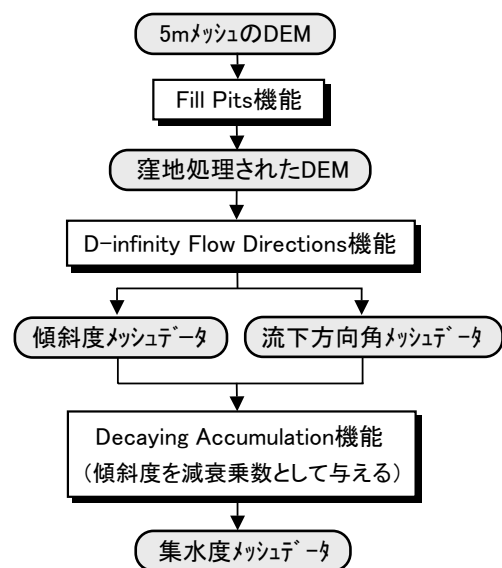 5mﾒｯｼｭのDEM
Fill Pits機能
窪地処理されたDEM
D-infinity Flow Directions機能
傾斜度ﾒｯｼｭﾃﾞｰﾀ
流下方向角ﾒｯｼｭﾃﾞｰﾀ
Decaying Accumulation機能
（傾斜度を減衰乗数として与える）
集水度ﾒｯｼｭﾃﾞｰﾀ